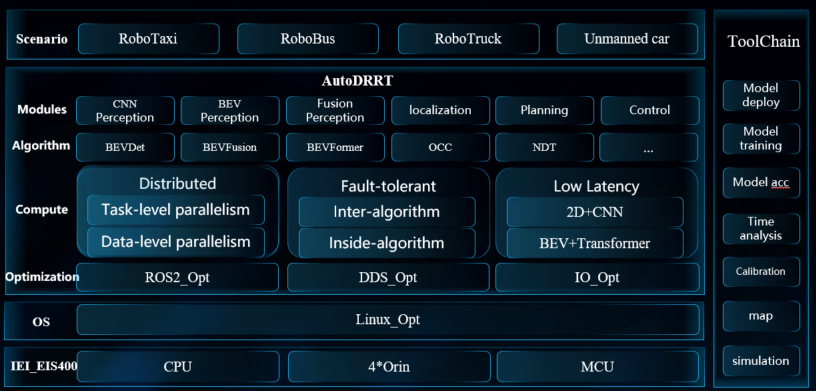 Scenario
RoboTaxi
RoboBus
RoboTruck
Unmanned car
AutoDRRT
Modules
CNN
Perception
BEV
Perception
Fusion
Perception
localization
Planning
Control
Algorithm
BEVDet
BEVFusion
BEVFormer
OCC
NDT
...
Compute
Distributed
Task-level parallelism
Data-level parallelism
Fault-tolerant
Inter-algorithm
Inside-algorithm
Low Latency
2D+CNN
BEV+Transformer
Optimization
ROS2_Opt
DDS_Opt
IO_Opt
OS
Linux_Opt
IEI_EIS400
CPU
4*Orin
MCU
ToolChain
Model
deploy
Model
training
Model acc
Time
analysis
Calibration
map
simulation